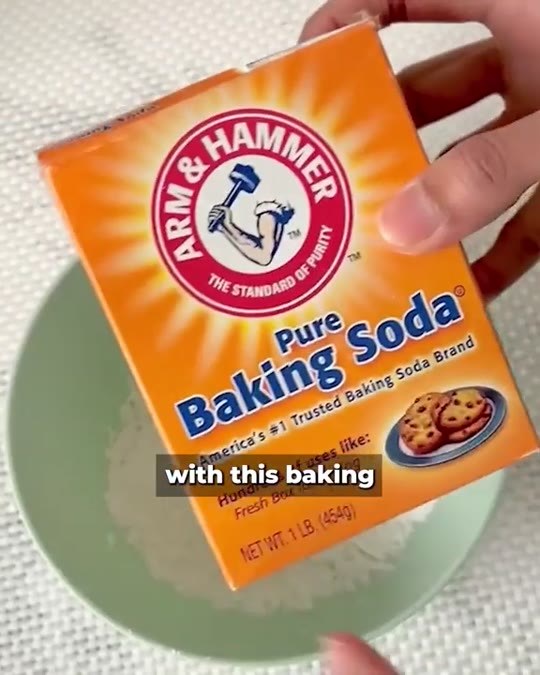 ARM & HAMMER
TM
THE STANDARD OF PURITY
TM
Pure
Baking Soda®
America's #1 Trusted Baking Soda Brand
with this baking
uses like:
Fresh Box
NET WT. 1 LB (454g)